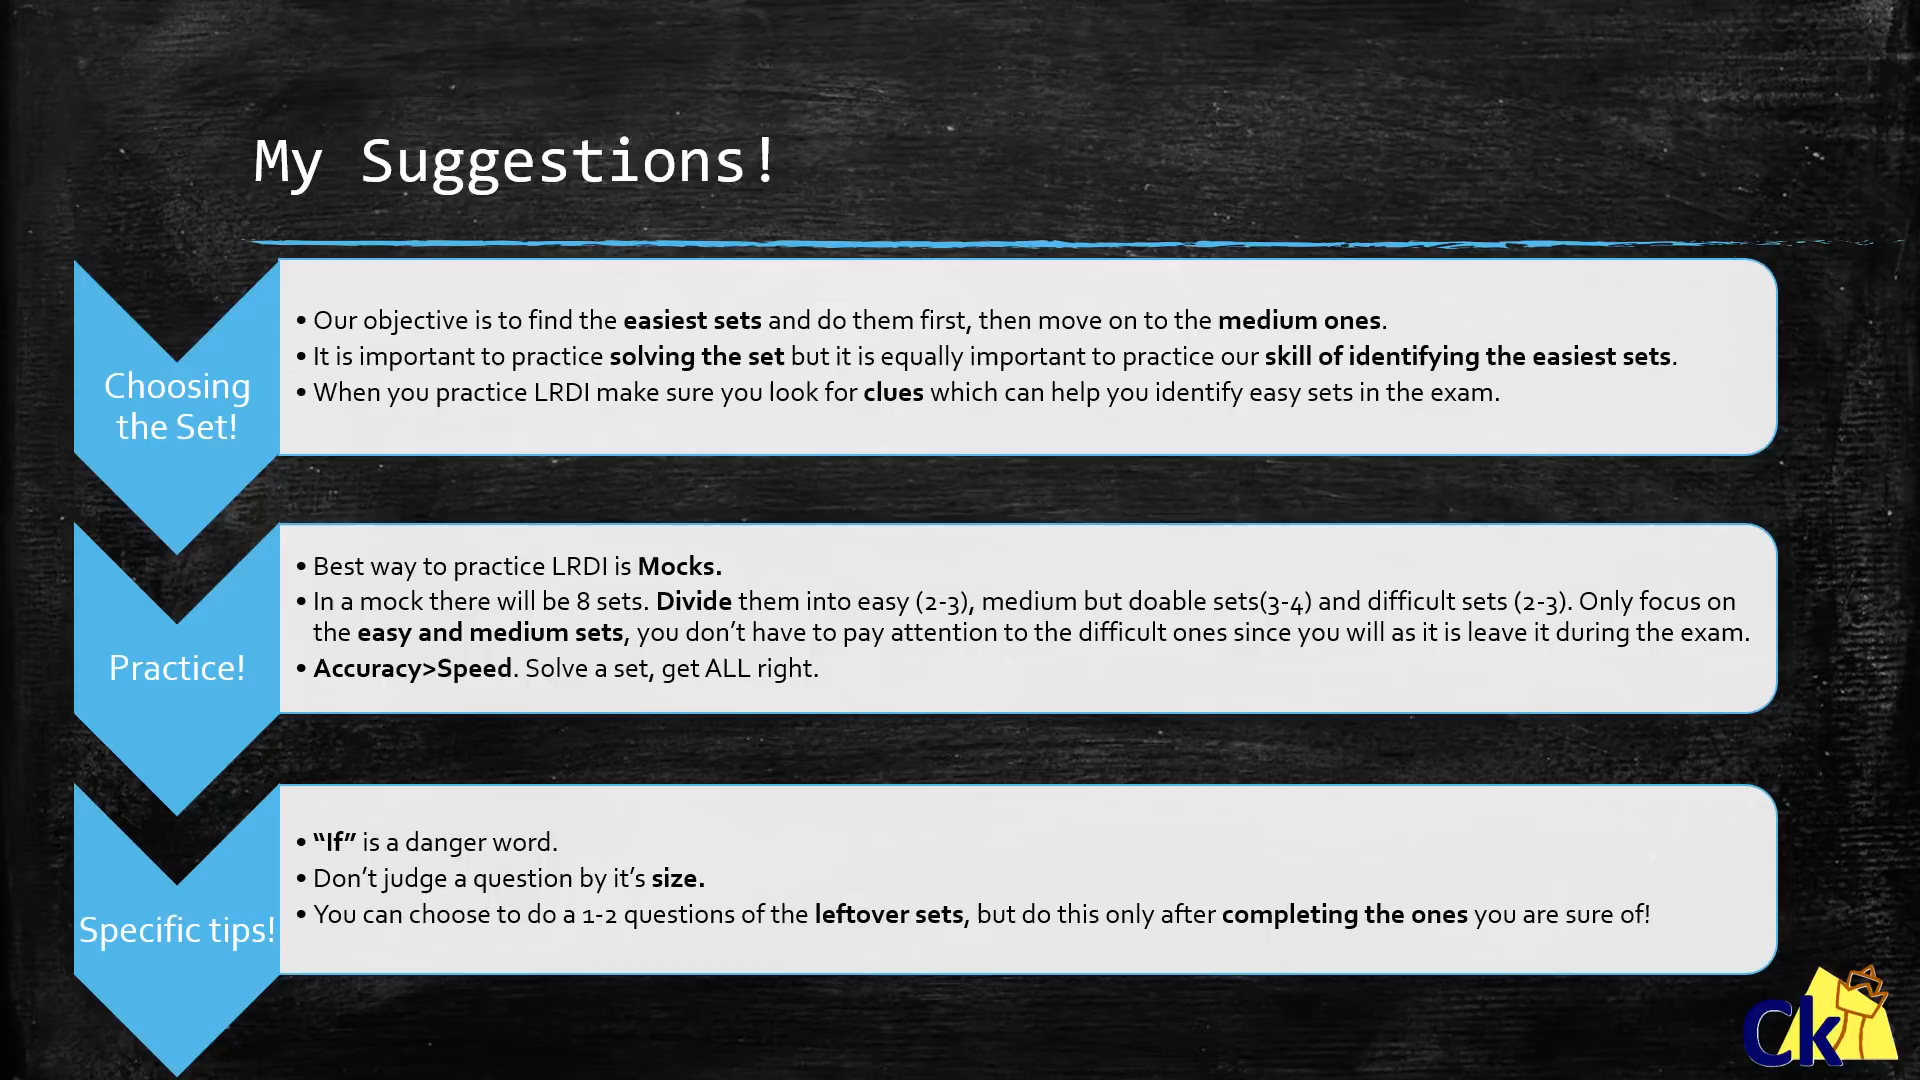 My Suggestions!
Choosing
the Set!
• Our objective is to find the easiest sets and do them first, then move on to the medium ones.
• It is important to practice solving the set but it is equally important to practice our skill of identifying the easiest sets.
• When you practice LRDI make sure you look for clues which can help you identify easy sets in the exam.
Practice!
• Best way to practice LRDI is Mocks.
• In a mock there will be 8 sets. Divide them into easy (2-3), medium but doable sets(3-4) and difficult sets (2-3). Only focus on
the easy and medium sets, you don’t have to pay attention to the difficult ones since you will as it is leave it during the exam.
• Accuracy>Speed. Solve a set, get ALL right.
Specific tips!
• “If” is a danger word.
• Don’t judge a question by it’s size.
• You can choose to do a 1-2 questions of the leftover sets, but do this only after completing the ones you are sure of!
Ck